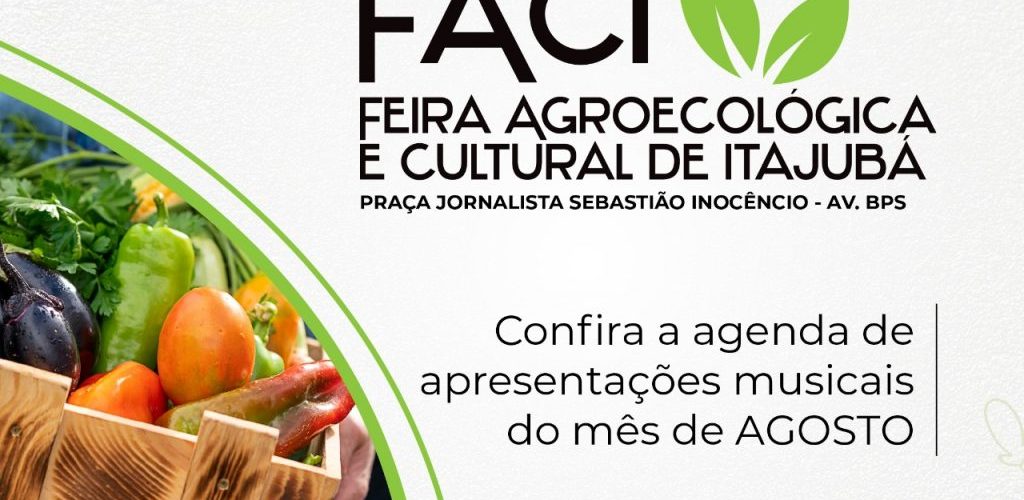 FACI
FEIRA AGROECOLÓGICA
E CULTURAL DE ITAJUBÁ
PRAÇA JORNALISTA SEBASTIÃO INOCÊNCIO - AV. BPS
Confira a agenda de
apresentações musicais
do mês de AGOSTO